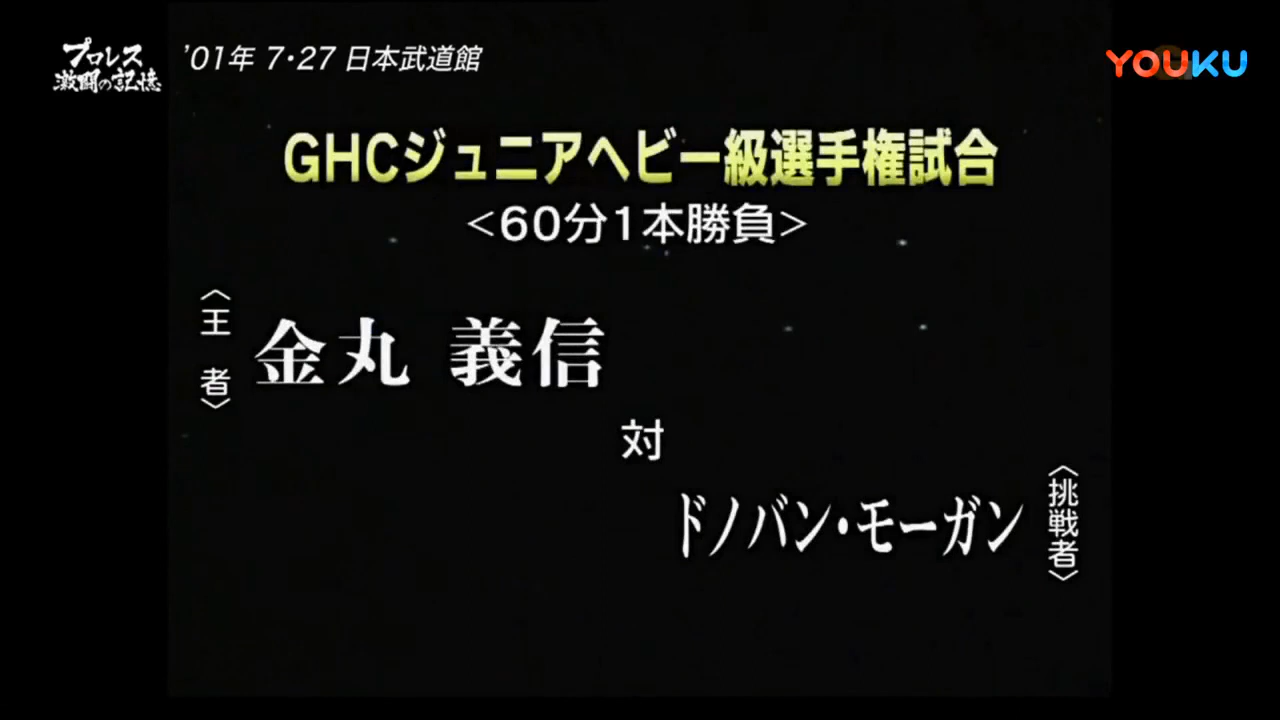 プロレス
激闘の記憶
'01年 7・27 日本武道館
YOUKU
GHCジュニアヘビー級選手権試合
<60分1本勝負>
〈王者〉
金丸 義信
対
ドノバン・モーガン
〈挑戦者〉